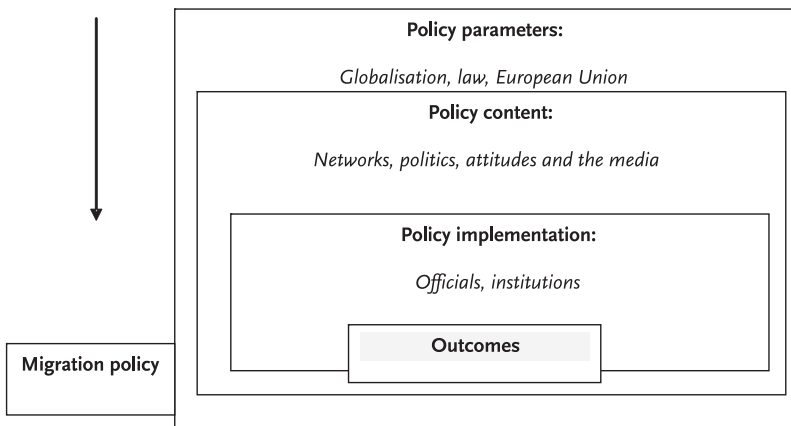 Policy parameters:
Globalisation, law, European Union
Policy content:
Networks, politics, attitudes and the media
Policy implementation:
Officials, institutions
Outcomes
Migration policy